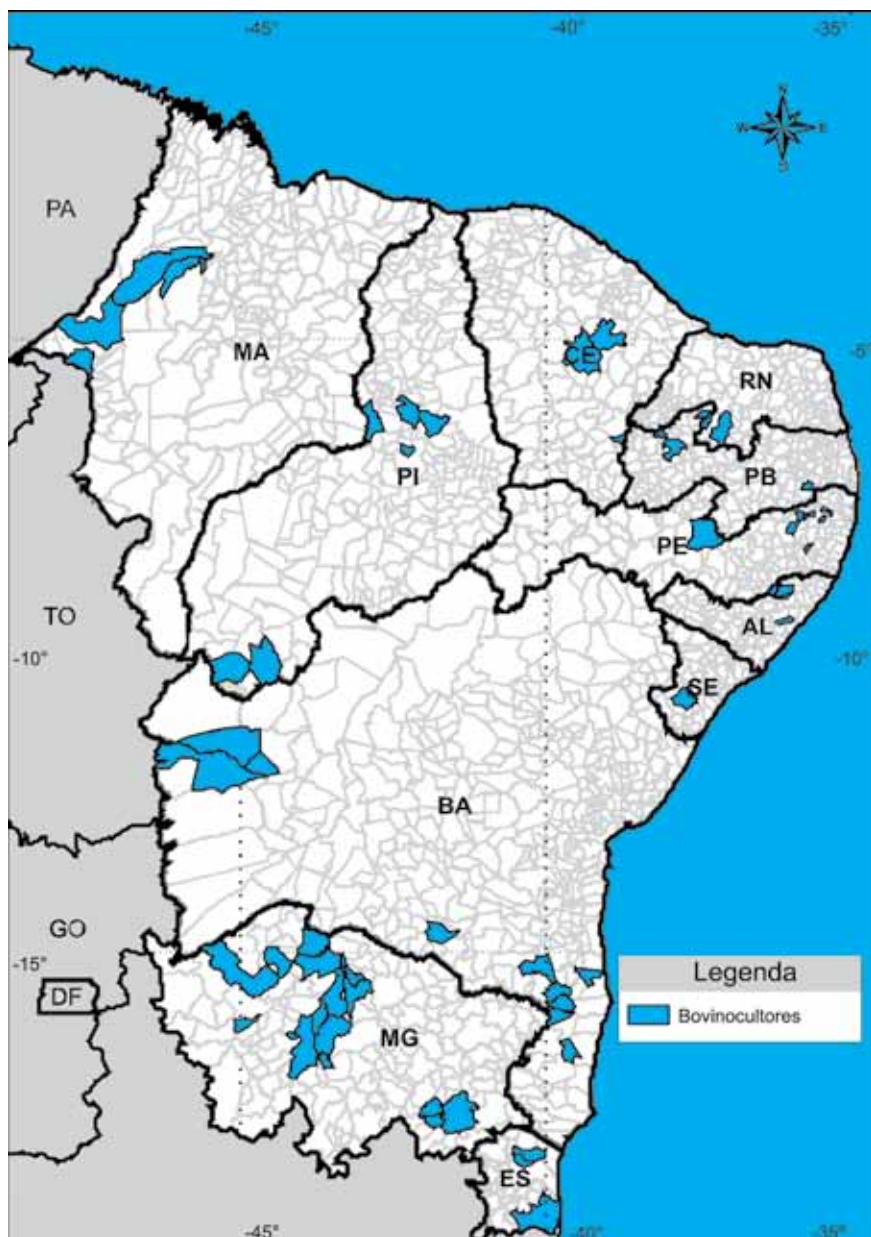 -45° -40° -35°
N
W E
S
PA
MA
CE
-5°
RN
PI
PB
PE
TO
AL
-10° -10°
SE
BA
GO
-15°
Legenda
DF
Bovinocultores
MG
ES
-45° -40° -35°